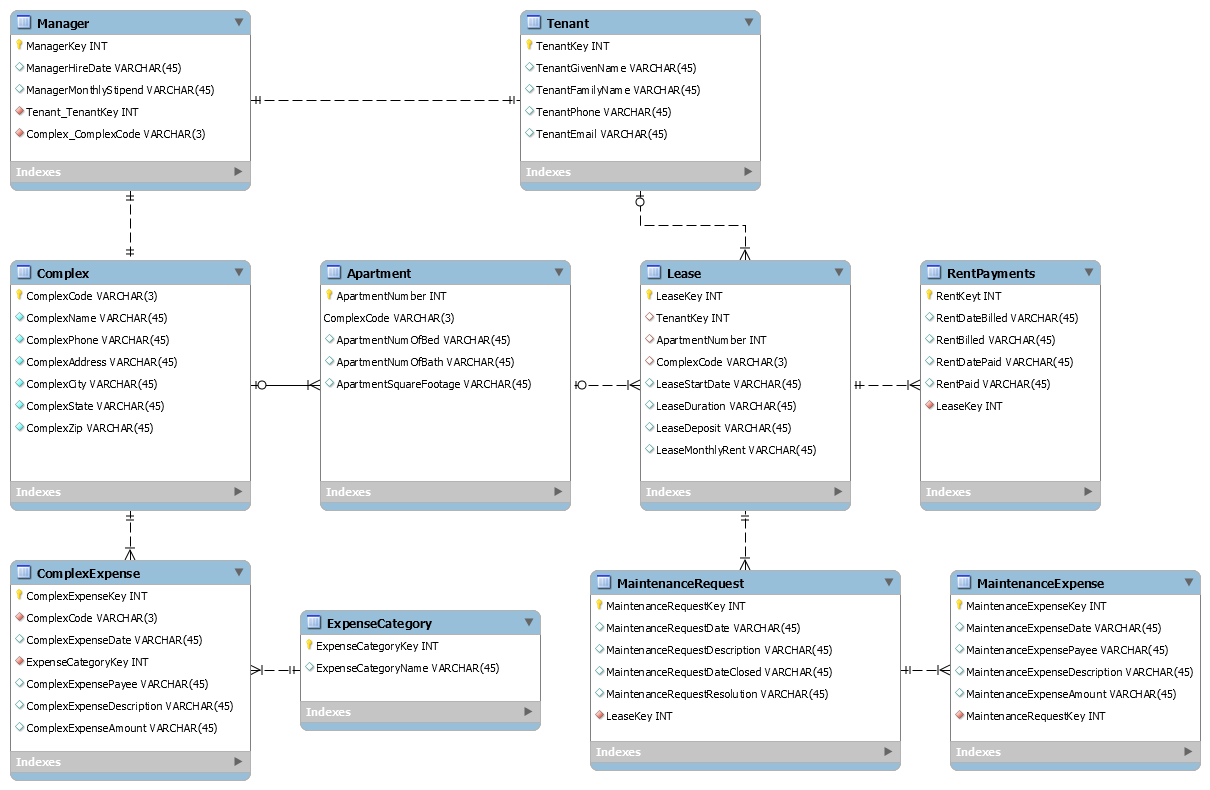 Manager
ManagerKey INT
ManagerHireDate VARCHAR(45)
ManagerMonthlyStipend VARCHAR(45)
Tenant_TenantKey INT
Complex_ComplexCode VARCHAR(3)
Indexes
Tenant
TenantKey INT
TenantGivenName VARCHAR(45)
TenantFamilyName VARCHAR(45)
TenantPhone VARCHAR(45)
TenantEmail VARCHAR(45)
Indexes
Complex
ComplexCode VARCHAR(3)
ComplexName VARCHAR(45)
ComplexPhone VARCHAR(45)
ComplexAddress VARCHAR(45)
ComplexCity VARCHAR(45)
ComplexState VARCHAR(45)
ComplexZip VARCHAR(45)
Indexes
Apartment
ApartmentNumber INT
ComplexCode VARCHAR(3)
ApartmentNumOfBed VARCHAR(45)
ApartmentNumOfBath VARCHAR(45)
ApartmentSquareFootage VARCHAR(45)
Indexes
Lease
LeaseKey INT
TenantKey INT
ApartmentNumber INT
ComplexCode VARCHAR(3)
LeaseStartDate VARCHAR(45)
LeaseDuration VARCHAR(45)
LeaseDeposit VARCHAR(45)
LeaseMonthlyRent VARCHAR(45)
Indexes
RentPayments
RentKeyt INT
RentDateBilled VARCHAR(45)
RentBilled VARCHAR(45)
RentDatePaid VARCHAR(45)
RentPaid VARCHAR(45)
LeaseKey INT
Indexes
ComplexExpense
ComplexExpenseKey INT
ComplexCode VARCHAR(3)
ComplexExpenseDate VARCHAR(45)
ExpenseCategoryKey INT
ComplexExpensePayee VARCHAR(45)
ComplexExpenseDescription VARCHAR(45)
ComplexExpenseAmount VARCHAR(45)
Indexes
ExpenseCategory
ExpenseCategoryKey INT
ExpenseCategoryName VARCHAR(45)
Indexes
MaintenanceRequest
MaintenanceRequestKey INT
MaintenanceRequestDate VARCHAR(45)
MaintenanceRequestDescription VARCHAR(45)
MaintenanceRequestDateClosed VARCHAR(45)
MaintenanceRequestResolution VARCHAR(45)
LeaseKey INT
Indexes
MaintenanceExpense
MaintenanceExpenseKey INT
MaintenanceExpenseDate VARCHAR(45)
MaintenanceExpensePayee VARCHAR(45)
MaintenanceExpenseDescription VARCHAR(45)
MaintenanceExpenseAmount VARCHAR(45)
MaintenanceRequestKey INT
Indexes